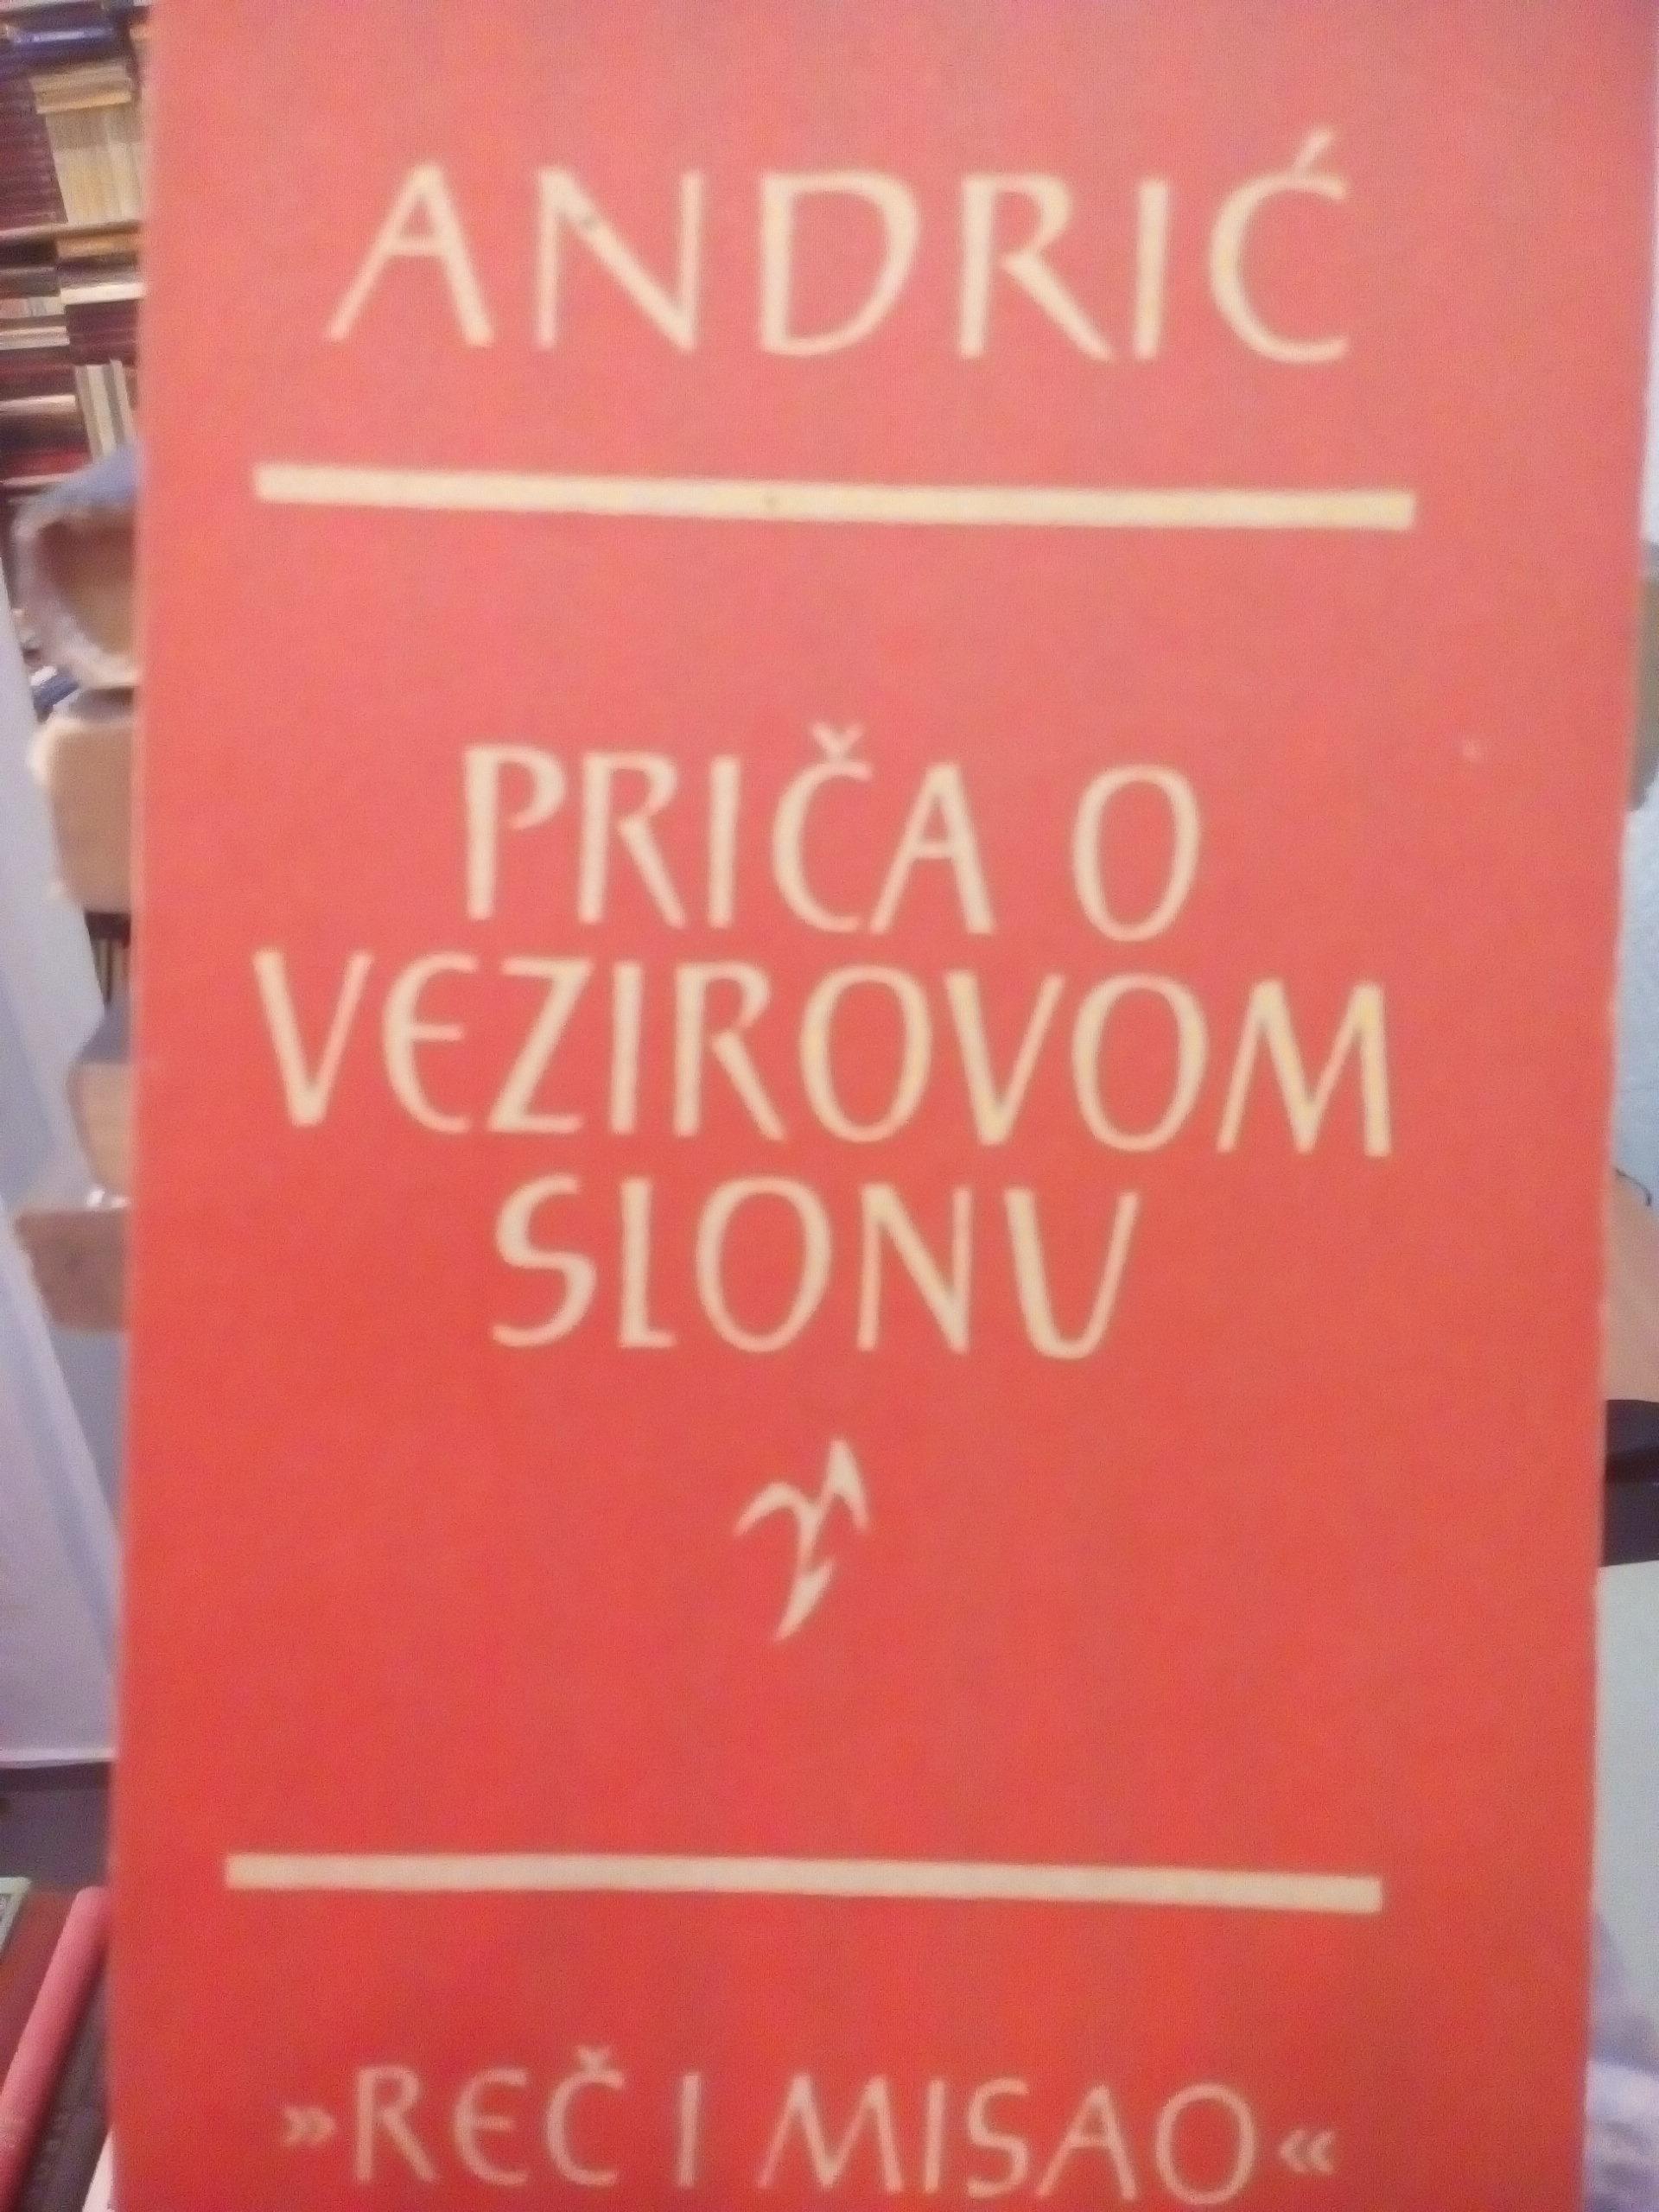 ANDRIĆ
PRIČA O
VEZIROVOM
SLONU
»REČ I MISAO«